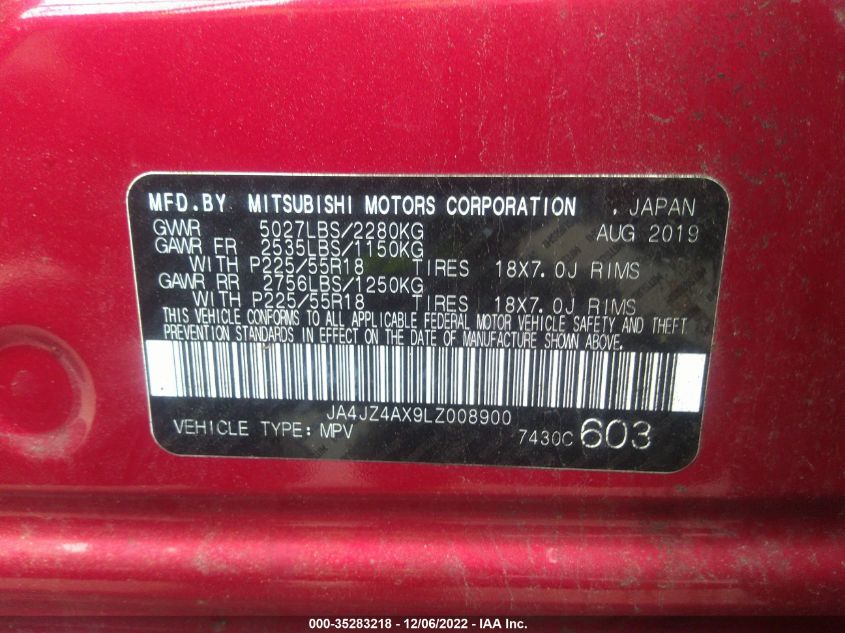 MFD.BY MITSUBISHI MOTORS CORPORATION . JAPAN
GVWR 5027LBS/2280KG AUG 2019
GAWR FR 2535LBS/1150KG
WITH P225/55R18 TIRES 18X7.0J RIMS
GAWR RR 2756LBS/1250KG
WITH P225/55R18 TIRES 18X7.0J RIMS
THIS VEHICLE CONFORMS TO ALL APPLICABLE FEDERAL MOTOR VEHICLE SAFETY AND THEFT
PREVENTION STANDARDS IN EFFECT ON THE DATE OF MANUFACTURE SHOWN ABOVE.
JA4JZ4AX9LZ008900
VEHICLE TYPE: MPV 7430C 603
000-35283218 - 12/06/2022 - IAA Inc.